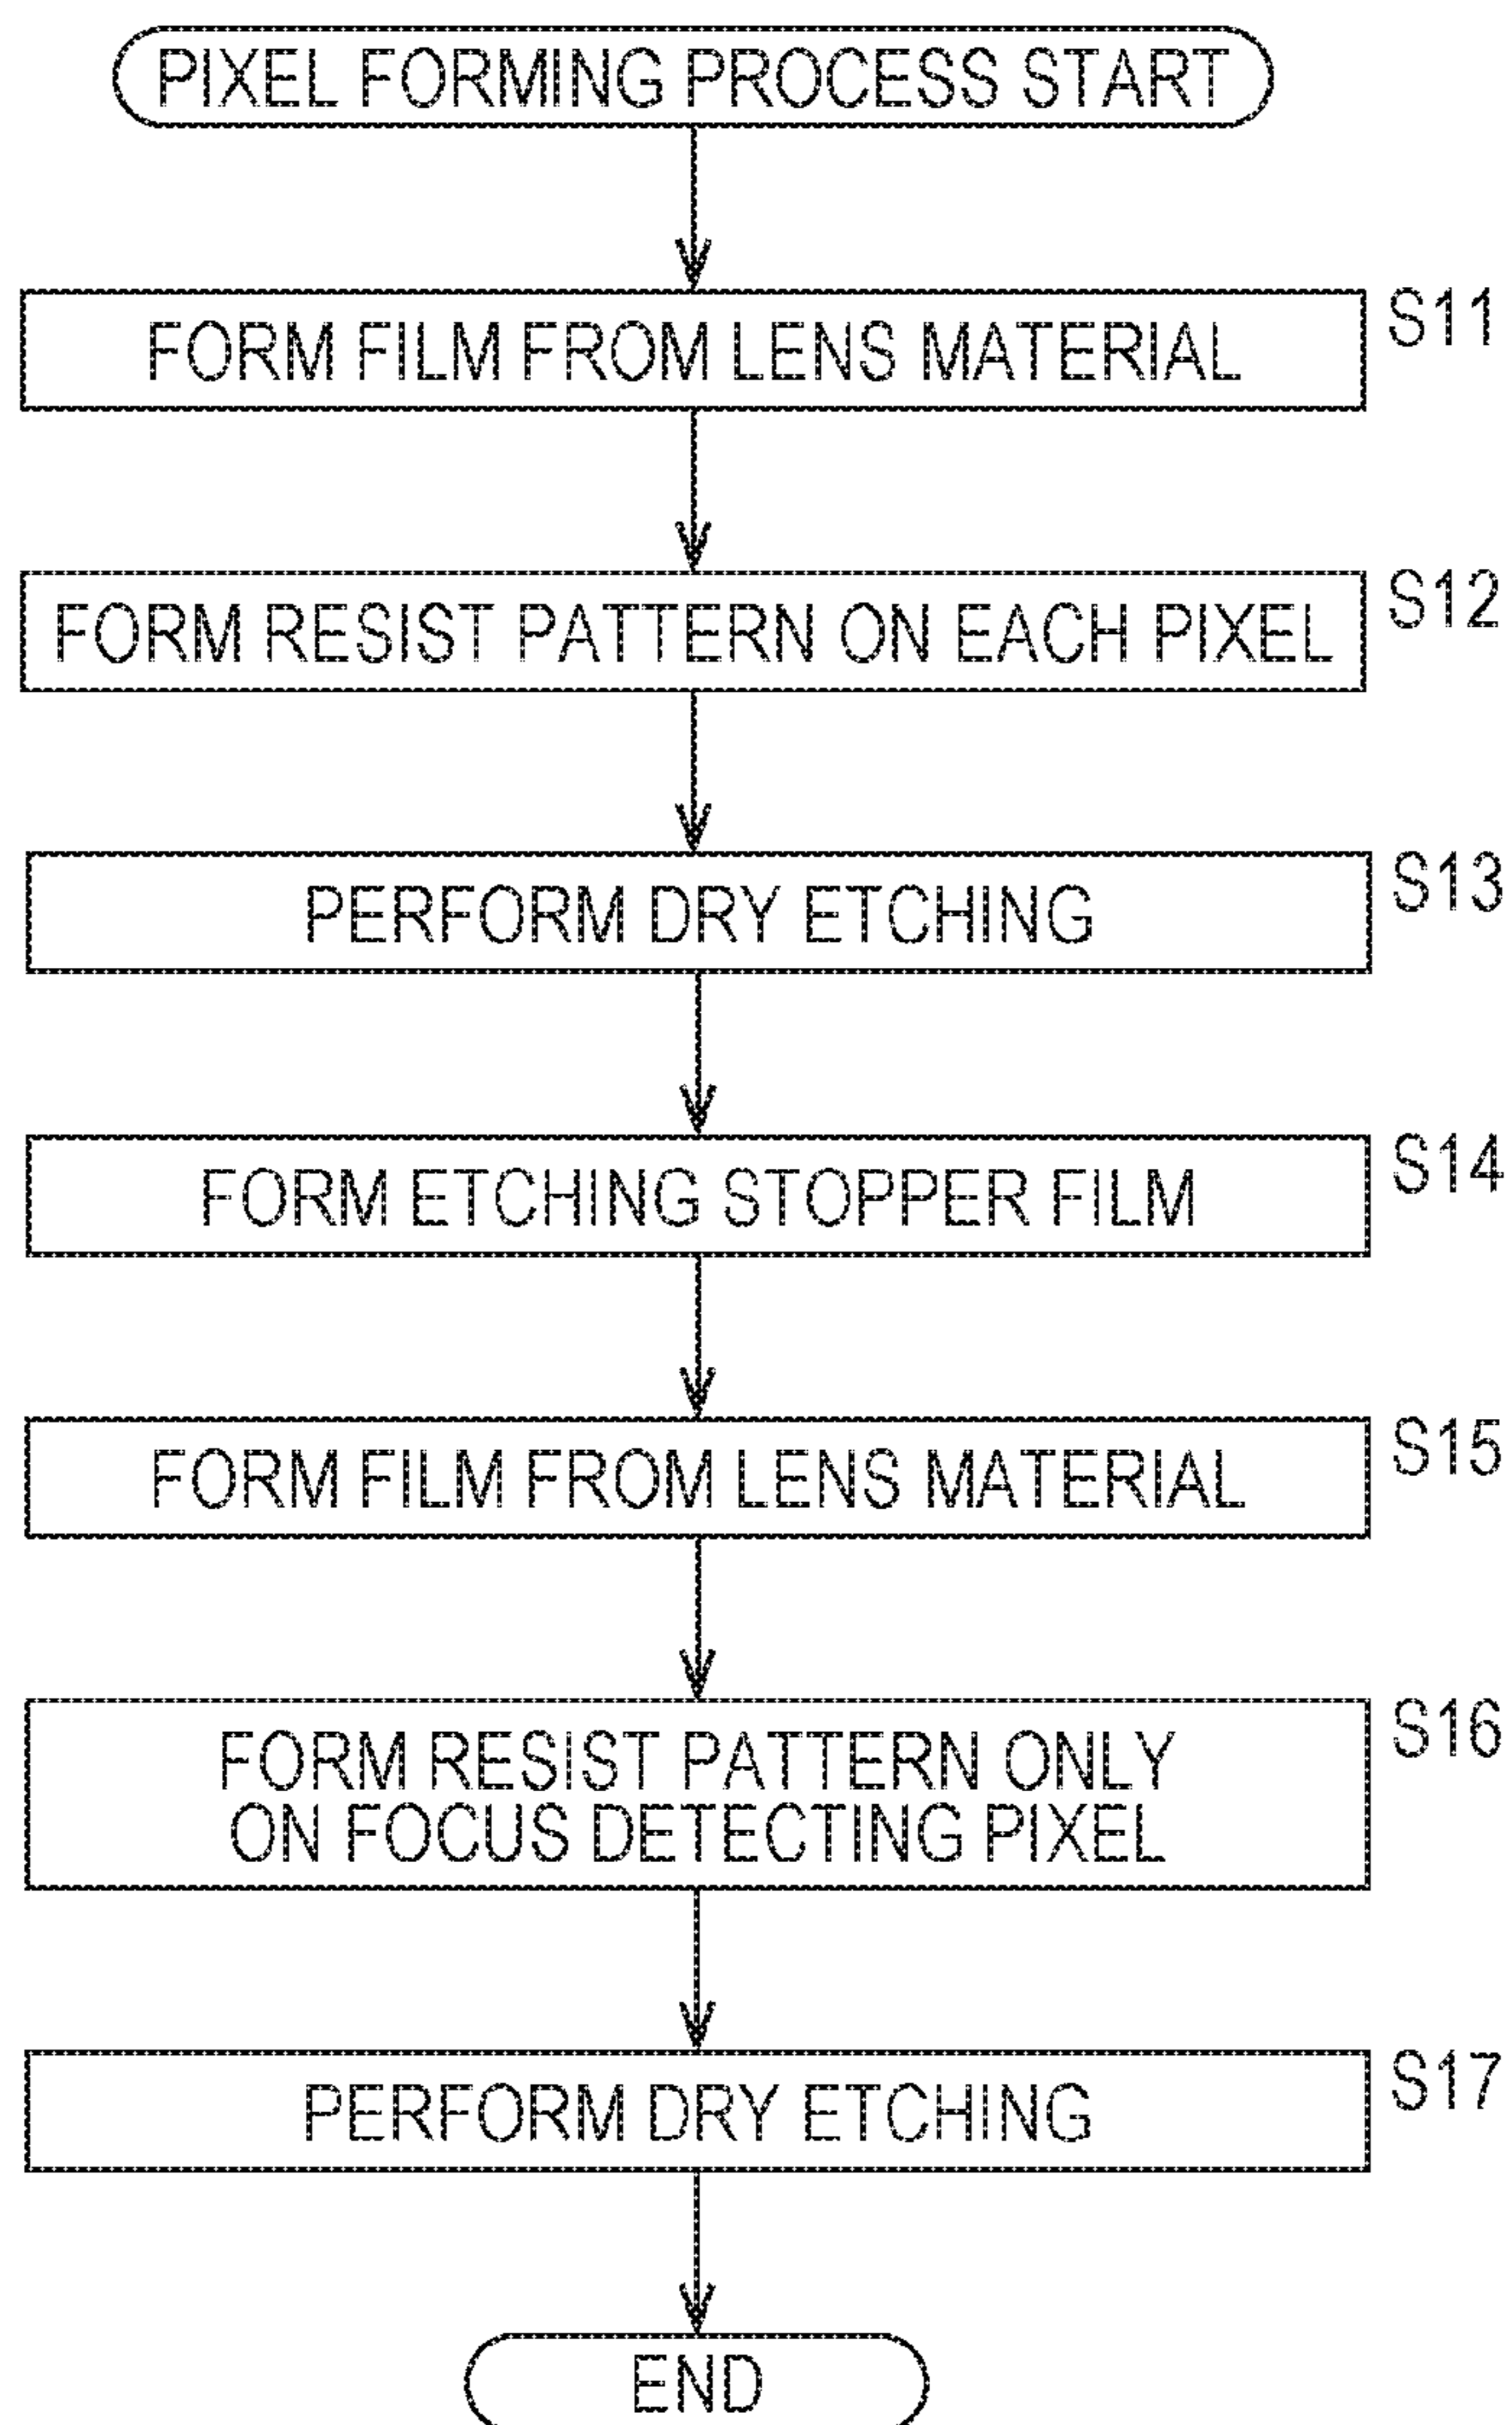 PIXEL FORMING PROCESS START
FORM FILM FROM LENS MATERIAL
S11
FORM RESIST PATTERN ON EACH PIXEL
S12
PERFORM DRY ETCHING
S13
FORM ETCHING STOPPER FILM
S14
FORM FILM FROM LENS MATERIAL
S15
FORM RESIST PATTERN ONLY
ON FOCUS DETECTING PIXEL
S16
PERFORM DRY ETCHING
S17
END